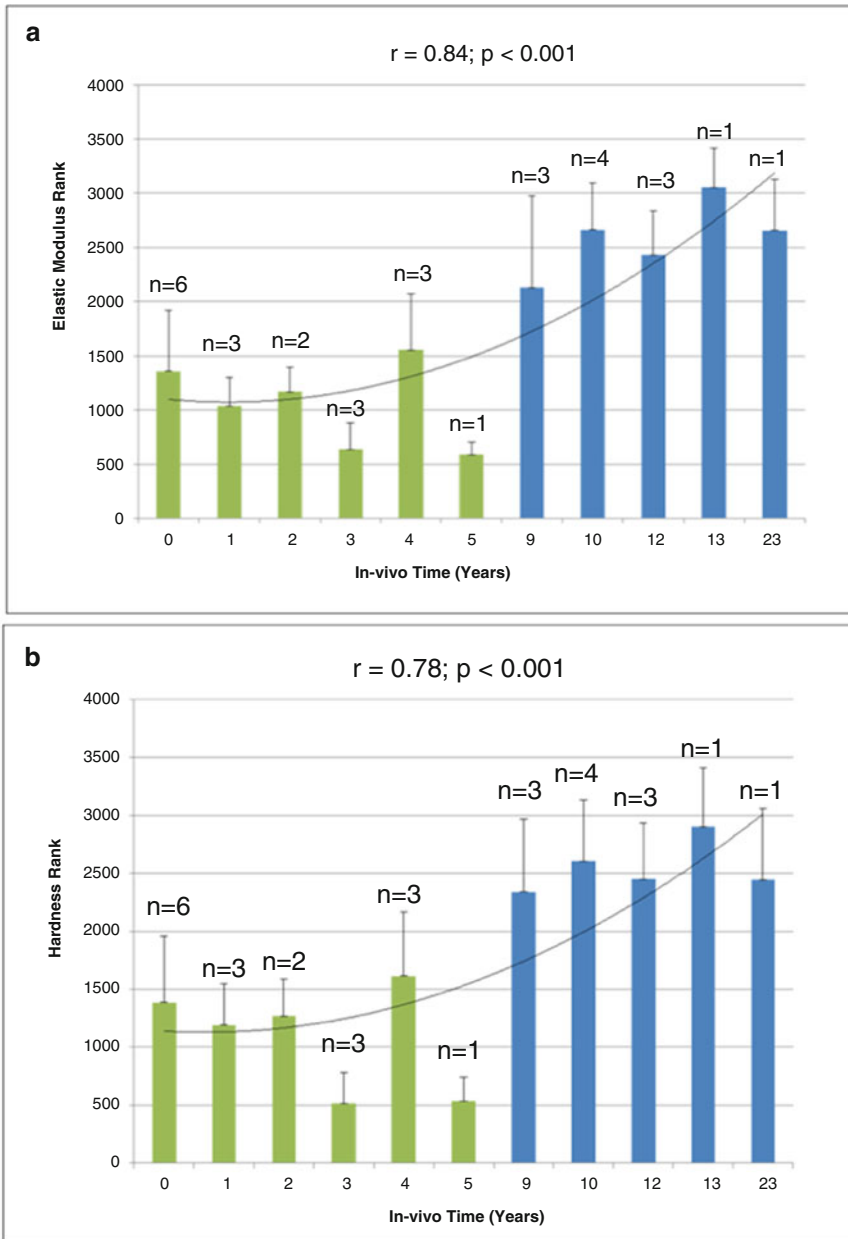 a
r = 0.84; p < 0.001
Elastic Modulus Rank
4000
3500
3000
2500
2000
1500
1000
500
0
n=6
n=3
n=2
n=3
n=3
n=1
n=3
n=4
n=3
n=1
n=1
0 1 2 3 4 5 9 10 12 13 23
In-vivo Time (Years)
b
r = 0.78; p < 0.001
Hardness Rank
4000
3500
3000
2500
2000
1500
1000
500
0
n=6
n=3
n=2
n=3
n=3
n=1
n=3
n=4
n=3
n=1
n=1
0 1 2 3 4 5 9 10 12 13 23
In-vivo Time (Years)